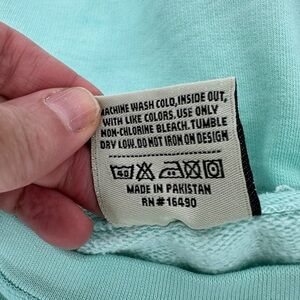 MACHINE WASH COLD, INSIDE OUT,
WITH LIKE COLORS. USE ONLY
NON-CHLORINE BLEACH. TUMBLE
DRY LOW. DO NOT IRON ON DESIGN
MADE IN PAKISTAN
RN#16490